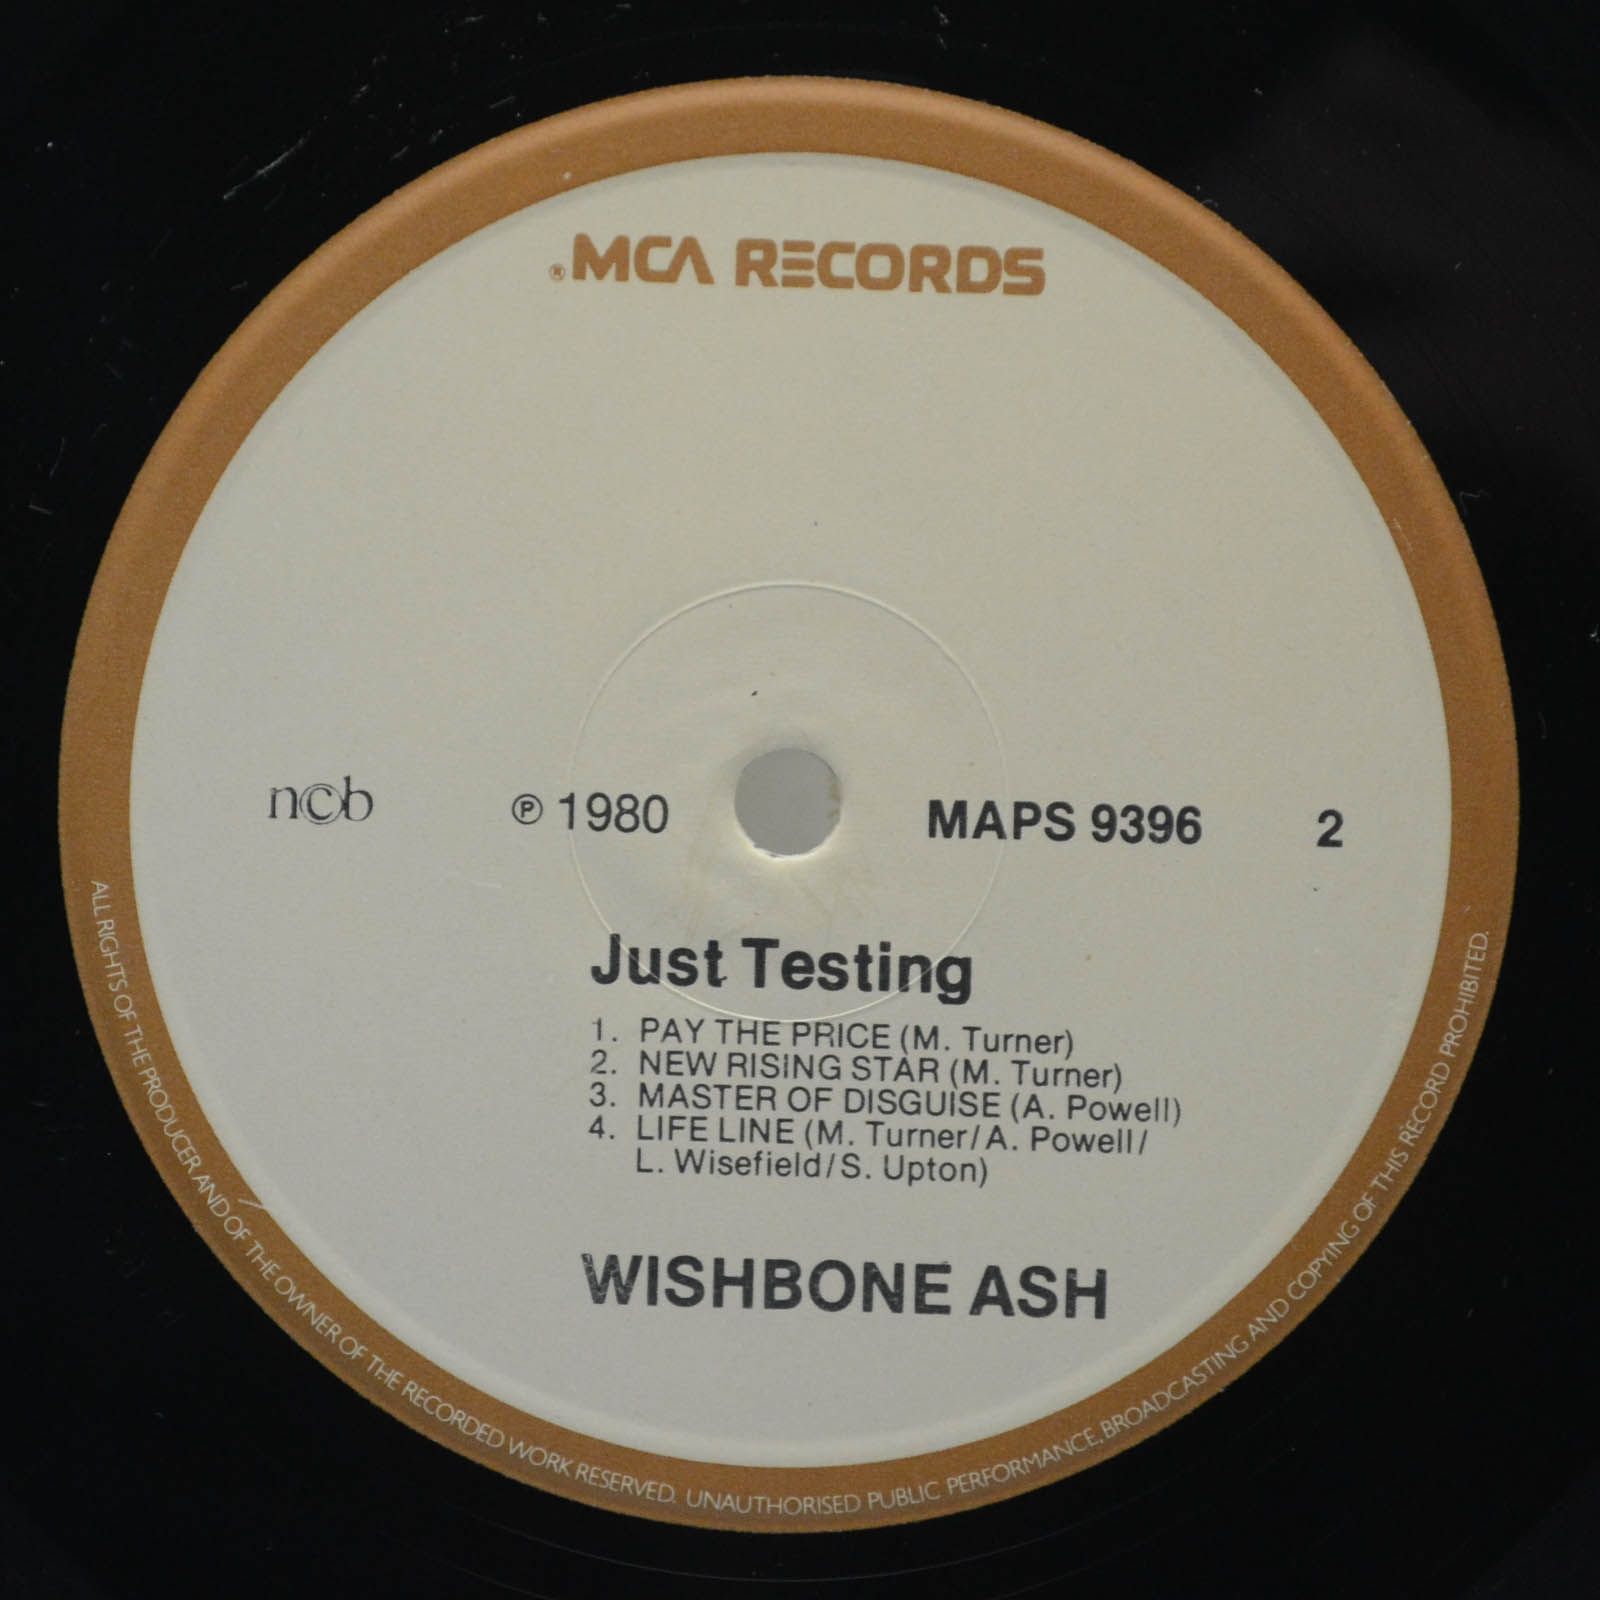 ® MCA RECORDS
ncb ℗ 1980 MAPS 9396 2
Just Testing
1. PAY THE PRICE (M. Turner)
2. NEW RISING STAR (M. Turner)
3. MASTER OF DISGUISE (A. Powell)
4. LIFE LINE (M. Turner/A. Powell/
L. Wisefield/S. Upton)
WISHBONE ASH
ALL RIGHTS OF THE PRODUCER AND OF THE OWNER OF THE RECORDED WORK RESERVED. UNAUTHORISED PUBLIC PERFORMANCE, BROADCASTING AND COPYING OF THIS RECORD PROHIBITED.